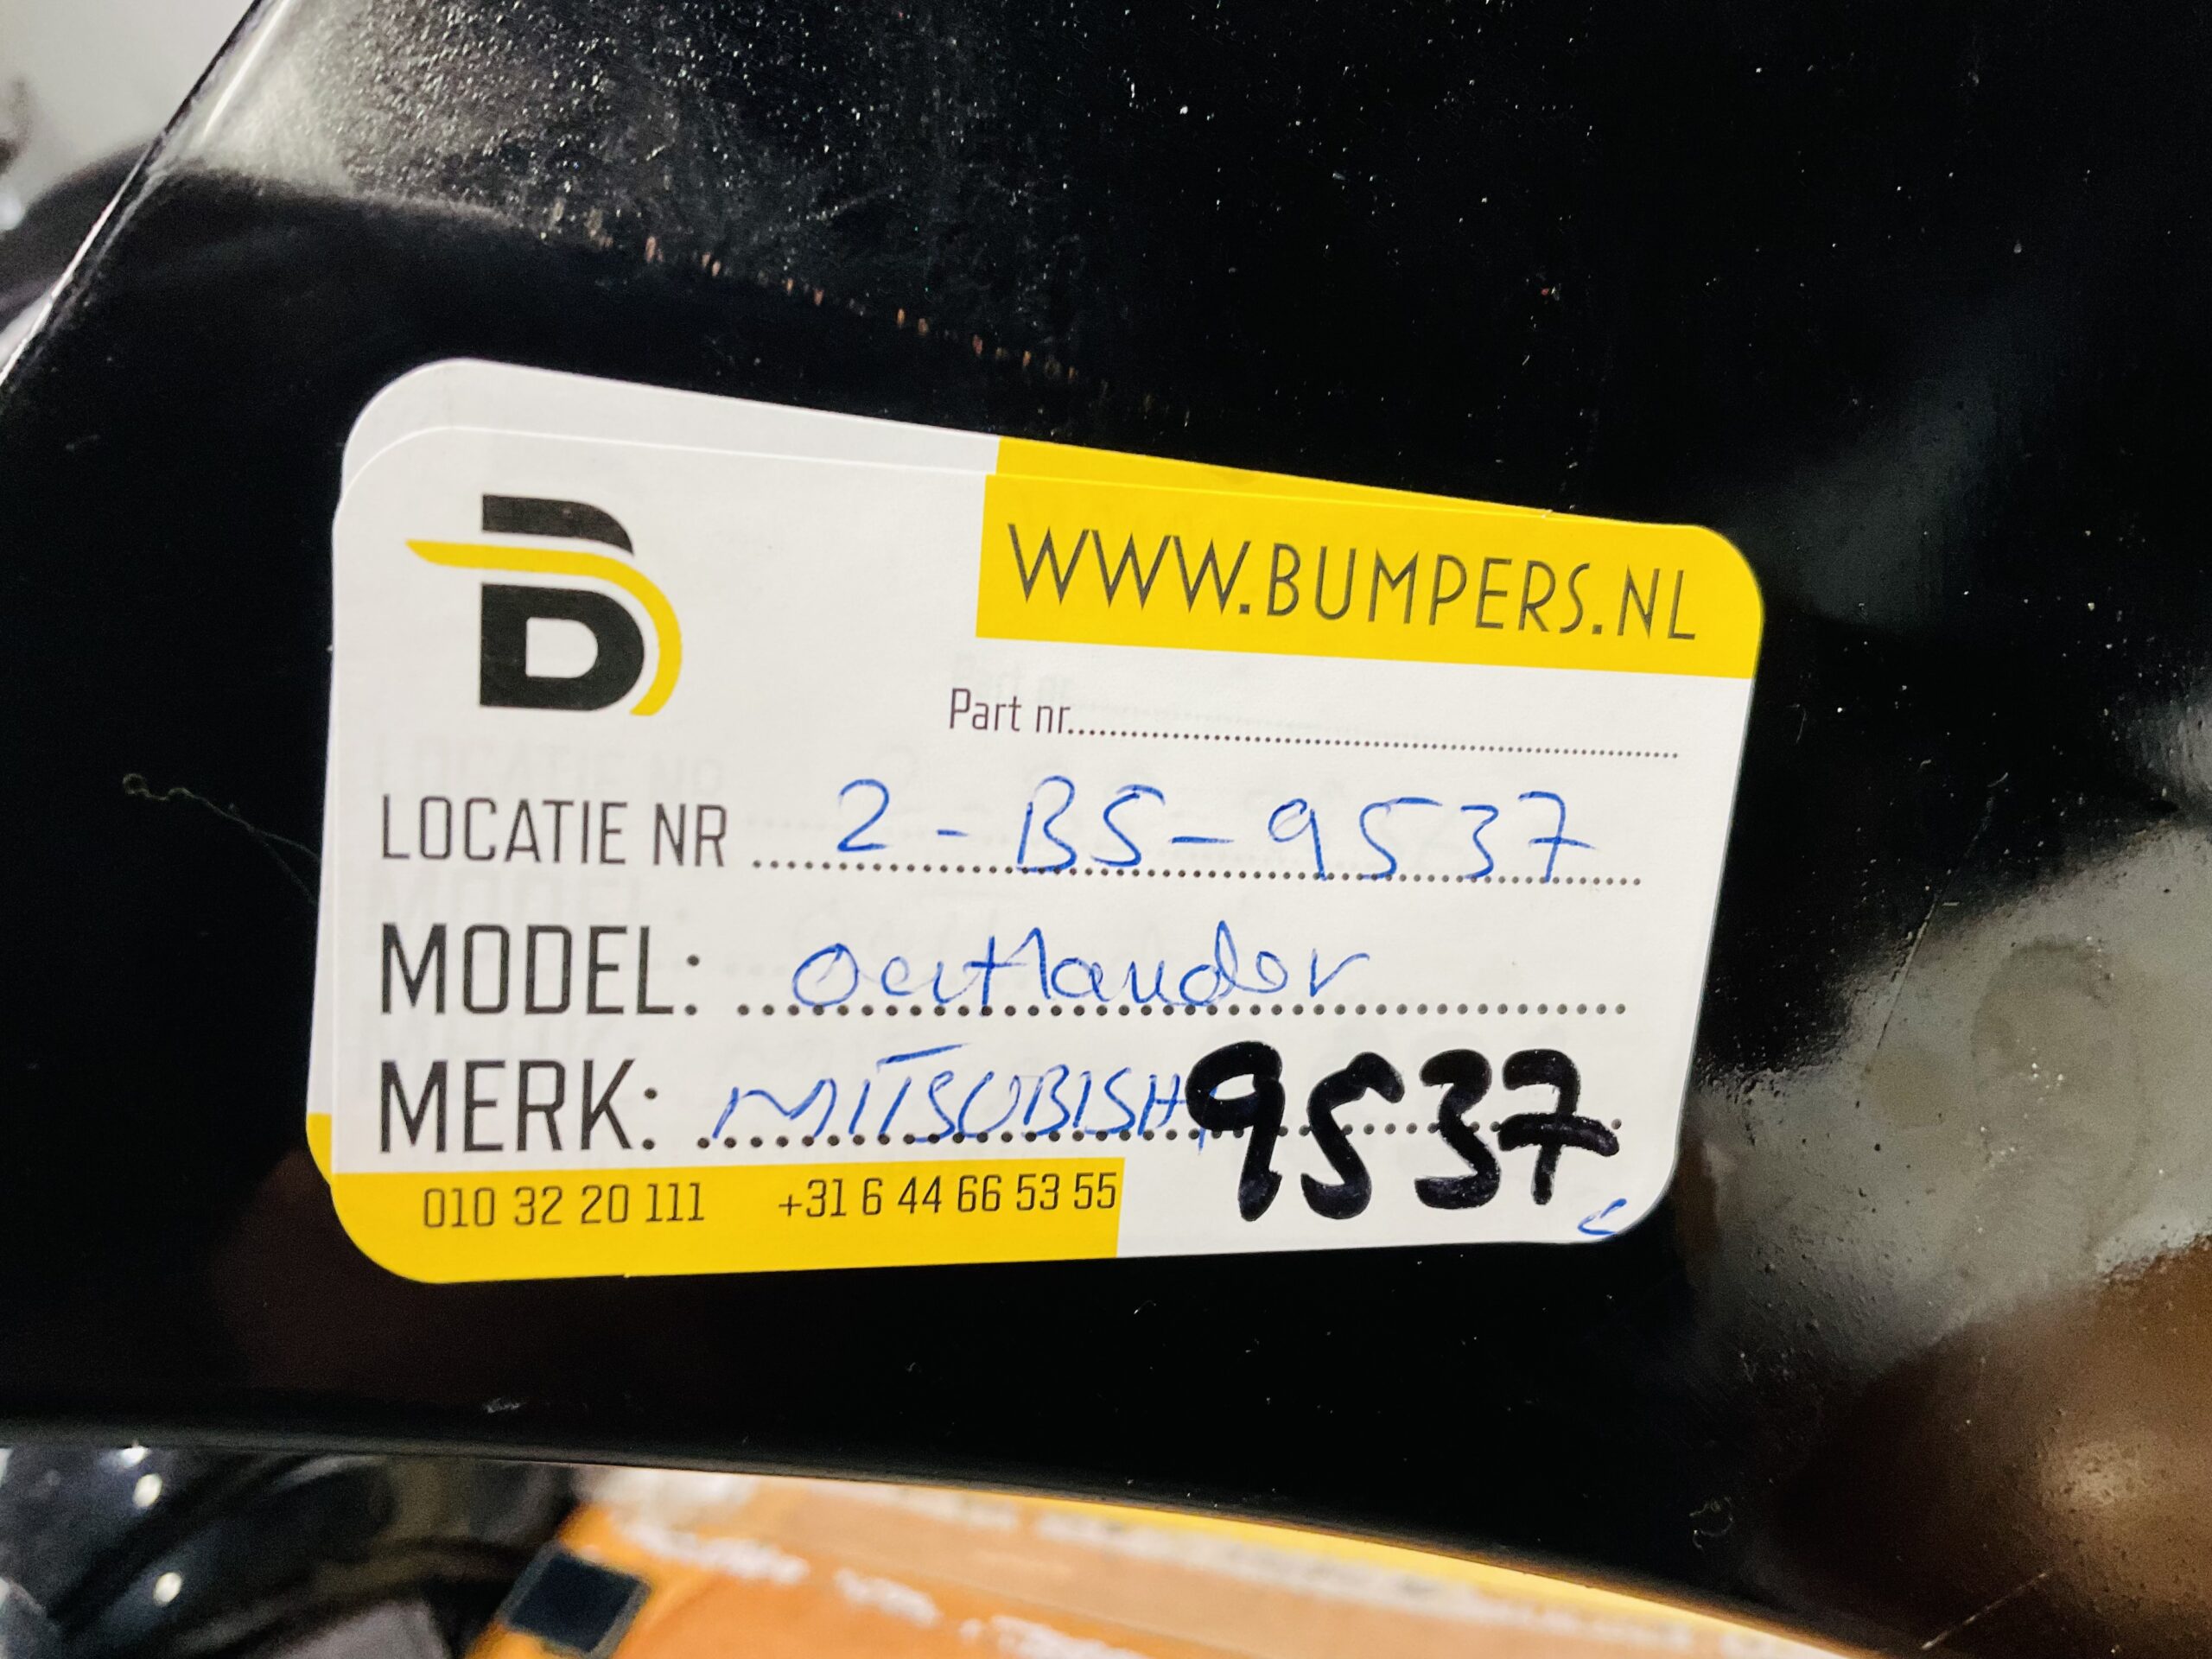 B
WWW.BUMPERS.NL
Part nr.
LOCATIE NR 2-BS-9537
MODEL: Outlander
MERK: MITSUBISHI 9537
010 32 20 111 +31 6 44 66 53 55